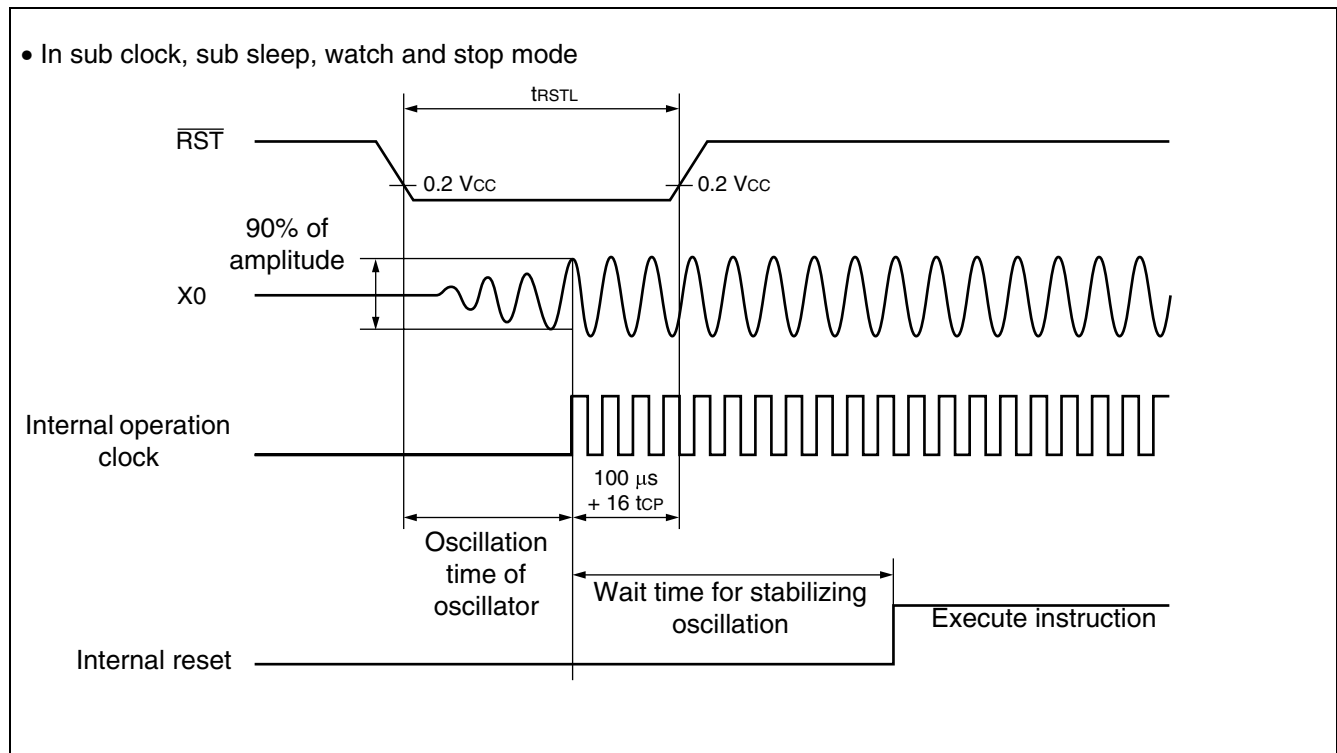 • In sub clock, sub sleep, watch and stop mode
tRSTL
RST
0.2 VCC
0.2 VCC
90% of
amplitude
X0
Internal operation
clock
100 μs
+ 16 tCP
Oscillation
time of
oscillator
Wait time for stabilizing
oscillation
Execute instruction
Internal reset